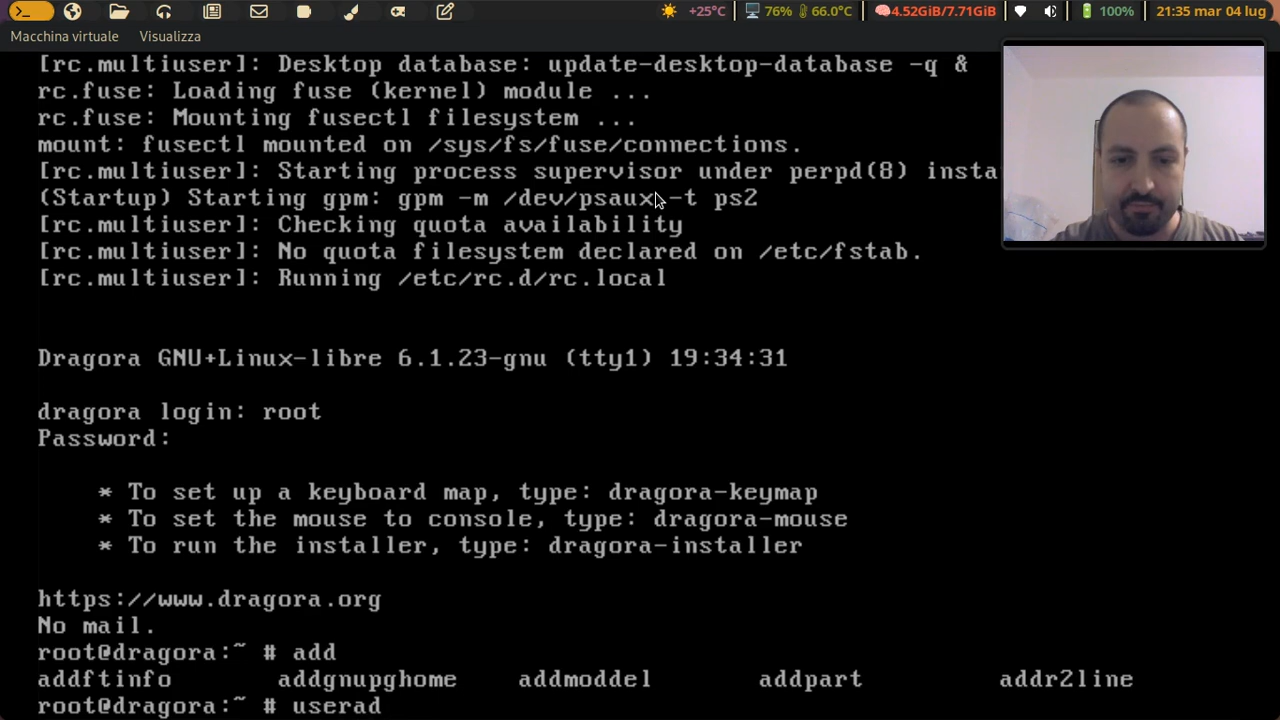 +25°C 76% 66.0°C 4.52GiB/7.71GiB 100% 21:35 mar 04 lug
Macchina virtuale Visualizza
[rc.multiuser]: Desktop database: update-desktop-database -q &
rc.fuse: Loading fuse (kernel) module ...
rc.fuse: Mounting fusectl filesystem ...
mount: fusectl mounted on /sys/fs/fuse/connections.
[rc.multiuser]: Starting process supervisor under perpd(8) insta
(Startup) Starting gpm: gpm -m /dev/psaux -t ps2
[rc.multiuser]: Checking quota availability
[rc.multiuser]: No quota filesystem declared on /etc/fstab.
[rc.multiuser]: Running /etc/rc.d/rc.local
Dragora GNU+Linux-libre 6.1.23-gnu (tty1) 19:34:31
dragora login: root
Password:
* To set up a keyboard map, type: dragora-keymap
* To set the mouse to console, type: dragora-mouse
* To run the installer, type: dragora-installer
https://www.dragora.org
No mail.
root@dragora:~ # add
addftinfo addgnupghome addmoddel addpart addr2line
root@dragora:~ # userad